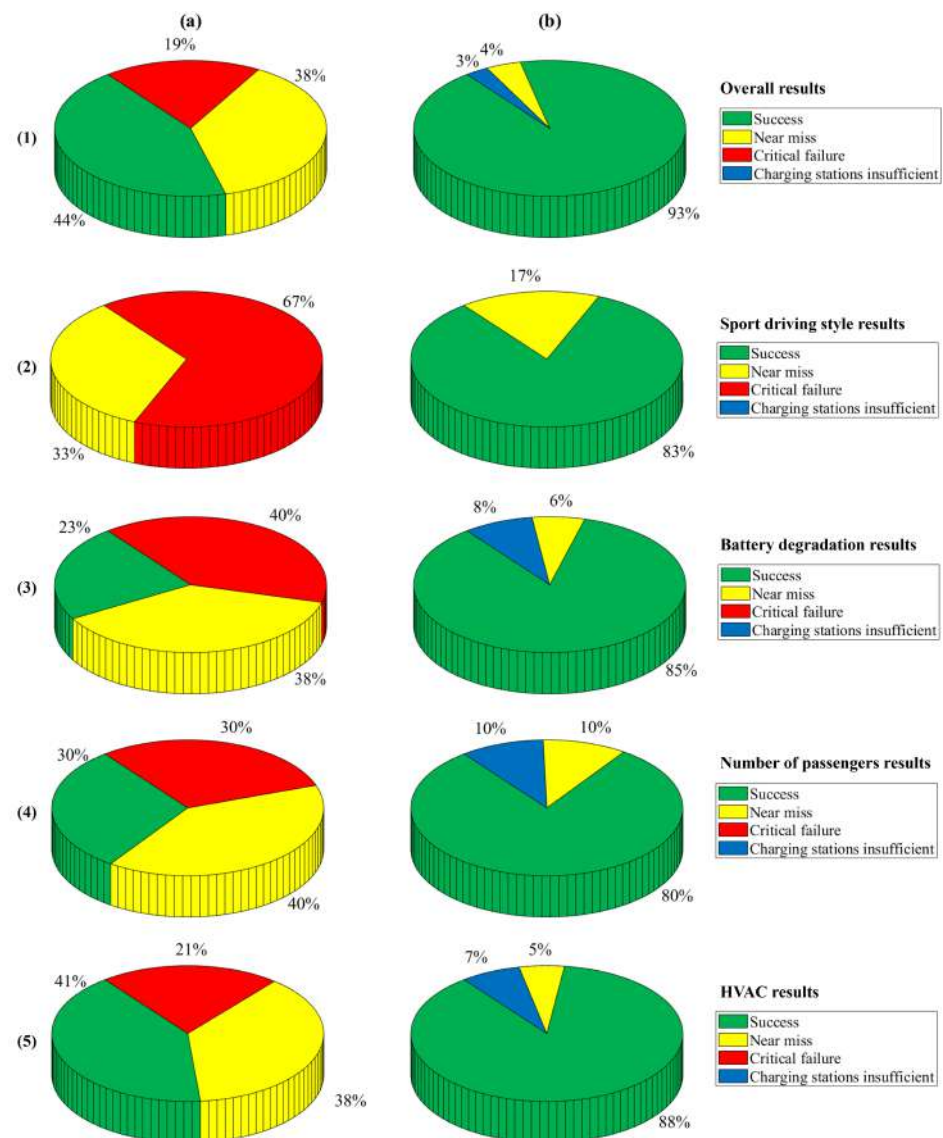 (a)
(b)
19%
38%
44%
3%
4%
93%
(1)
Overall results
Success
Near miss
Critical failure
Charging stations insufficient
67%
33%
17%
83%
(2)
Sport driving style results
Success
Near miss
Critical failure
Charging stations insufficient
23%
40%
38%
8%
6%
85%
(3)
Battery degradation results
Success
Near miss
Critical failure
Charging stations insufficient
30%
30%
40%
10%
10%
80%
(4)
Number of passengers results
Success
Near miss
Critical failure
Charging stations insufficient
41%
21%
38%
7%
5%
88%
(5)
HVAC results
Success
Near miss
Critical failure
Charging stations insufficient